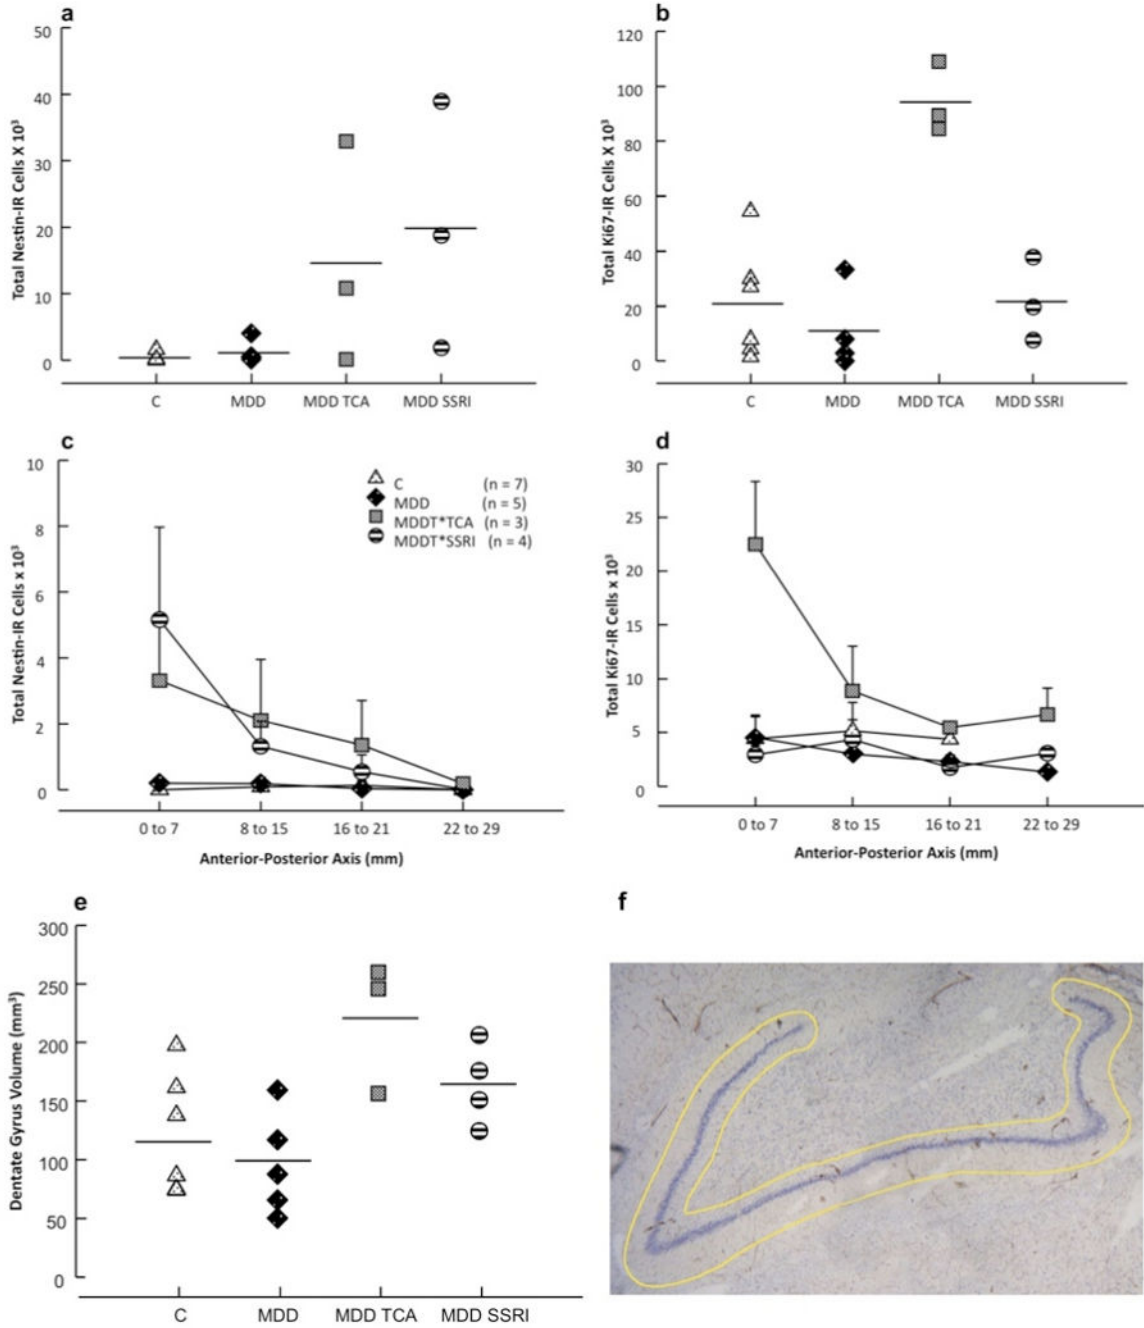 a
50
40
30
20
10
0
Total Nestin-IR Cells X 10³
C MDD MDD TCA MDD SSRI
b
120
100
80
60
40
20
0
Total Ki67-IR Cells X 10³
C MDD MDD TCA MDD SSRI
c
10
8
6
4
2
0
Total Nestin-IR Cells x 10³
C (n = 7)
MDD (n = 5)
MDDT*TCA (n = 3)
MDDT*SSRI (n = 4)
0 to 7 8 to 15 16 to 21 22 to 29
Anterior-Posterior Axis (mm)
d
30
25
20
15
10
5
0
Total Ki67-IR Cells x 10³
0 to 7 8 to 15 16 to 21 22 to 29
Anterior-Posterior Axis (mm)
e
300
250
200
150
100
50
0
Dentate Gyrus Volume (mm³)
C MDD MDD TCA MDD SSRI
f